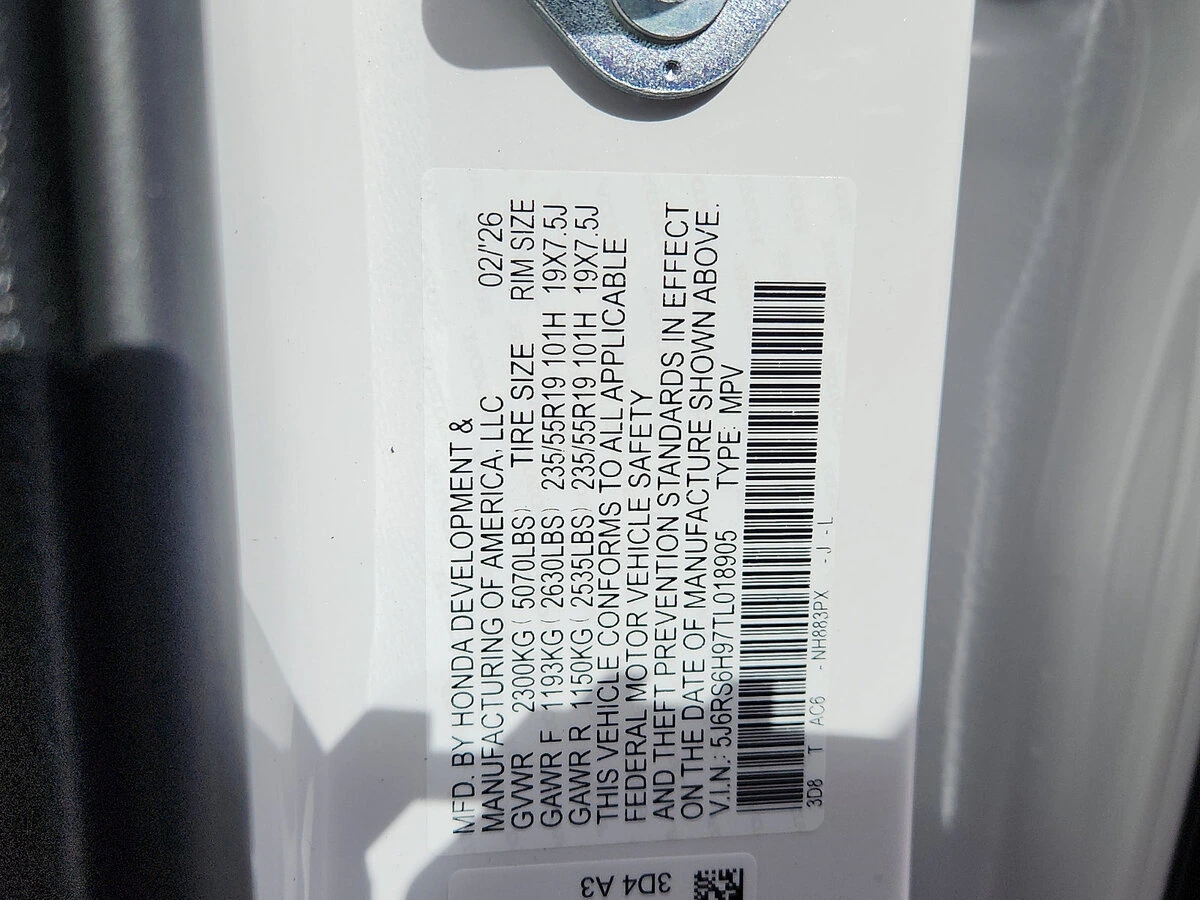 MFD. BY HONDA DEVELOPMENT &
MANUFACTURING OF AMERICA, LLC 02/'26
GVWR 2300KG ( 5070LBS) TIRE SIZE RIM SIZE
GAWR F 1193KG ( 2630LBS) 235/55R19 101H 19X7.5J
GAWR R 1150KG ( 2535LBS) 235/55R19 101H 19X7.5J
THIS VEHICLE CONFORMS TO ALL APPLICABLE
FEDERAL MOTOR VEHICLE SAFETY
AND THEFT PREVENTION STANDARDS IN EFFECT
ON THE DATE OF MANUFACTURE SHOWN ABOVE.
V.I.N.: 5J6RS6H97TL018905 TYPE: MPV
3D8 T AC6 - NH883PX - J - L
3D4 A3